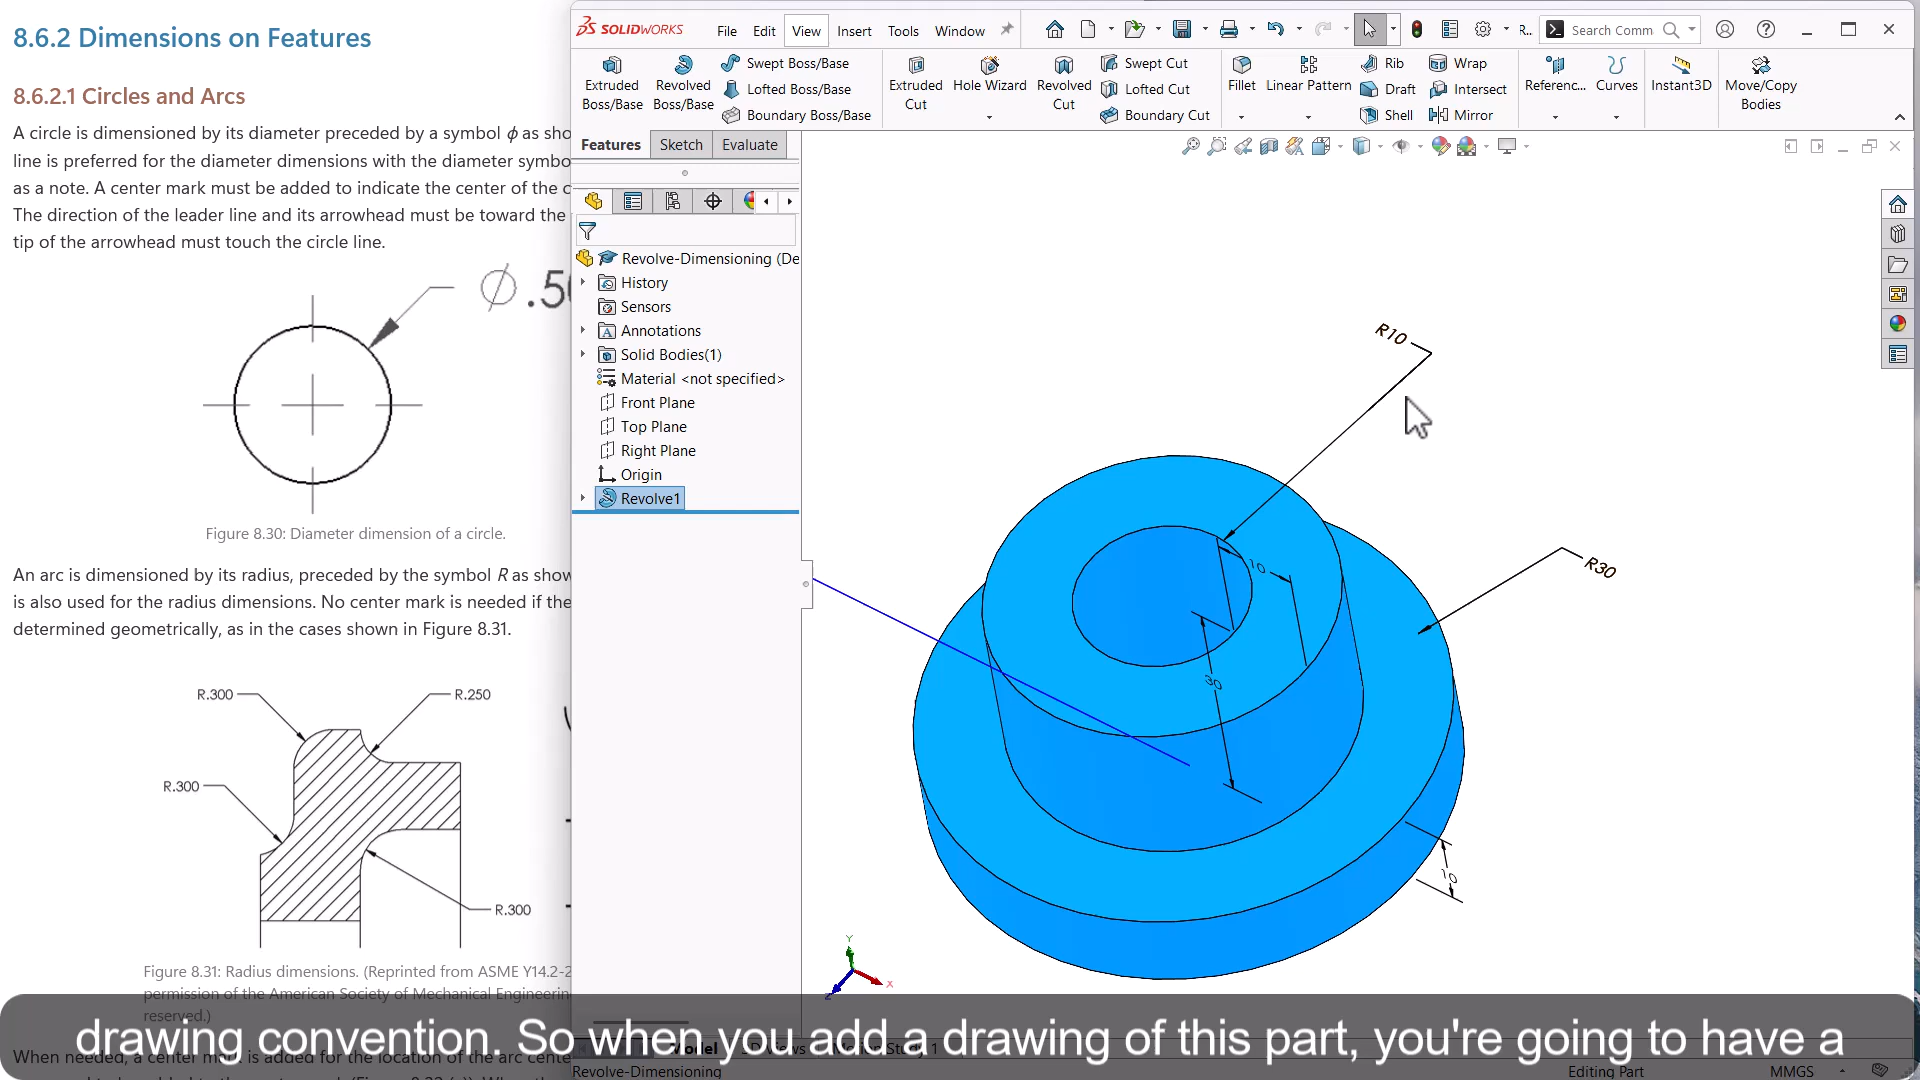 8.6.2 Dimensions on Features
8.6.2.1 Circles and Arcs
A circle is dimensioned by its diameter preceded by a symbol ϕ as sho
line is preferred for the diameter dimensions with the diameter symbo
as a note. A center mark must be added to indicate the center of the c
The direction of the leader line and its arrowhead must be toward the
tip of the arrowhead must touch the circle line.
∅ .50
Figure 8.30: Diameter dimension of a circle.
An arc is dimensioned by its radius, preceded by the symbol R as show
is also used for the radius dimensions. No center mark is needed if the
determined geometrically, as in the cases shown in Figure 8.31.
R.300
R.250
R.300
R.300
Figure 8.31: Radius dimensions. (Reprinted from ASME Y14.2-2
permission of the American Society of Mechanical Engineerin
reserved.)
SOLIDWORKS
File Edit View Insert Tools Window
R..
Search Comm
Extruded Boss/Base
Revolved Boss/Base
Swept Boss/Base
Lofted Boss/Base
Boundary Boss/Base
Extruded Cut
Hole Wizard
Revolved Cut
Swept Cut
Lofted Cut
Boundary Cut
Fillet
Linear Pattern
Rib
Draft
Shell
Wrap
Intersect
Mirror
Referenc...
Curves
Instant3D
Move/Copy Bodies
Features Sketch Evaluate
Revolve-Dimensioning (De
History
Sensors
Annotations
Solid Bodies(1)
Material <not specified>
Front Plane
Top Plane
Right Plane
Origin
Revolve1
R10
R30
10
30
10
Y
X
Z
drawing convention. So when you add a drawing of this part, you're going to have a
Revolve-Dimensioning
Editing Part
MMGS